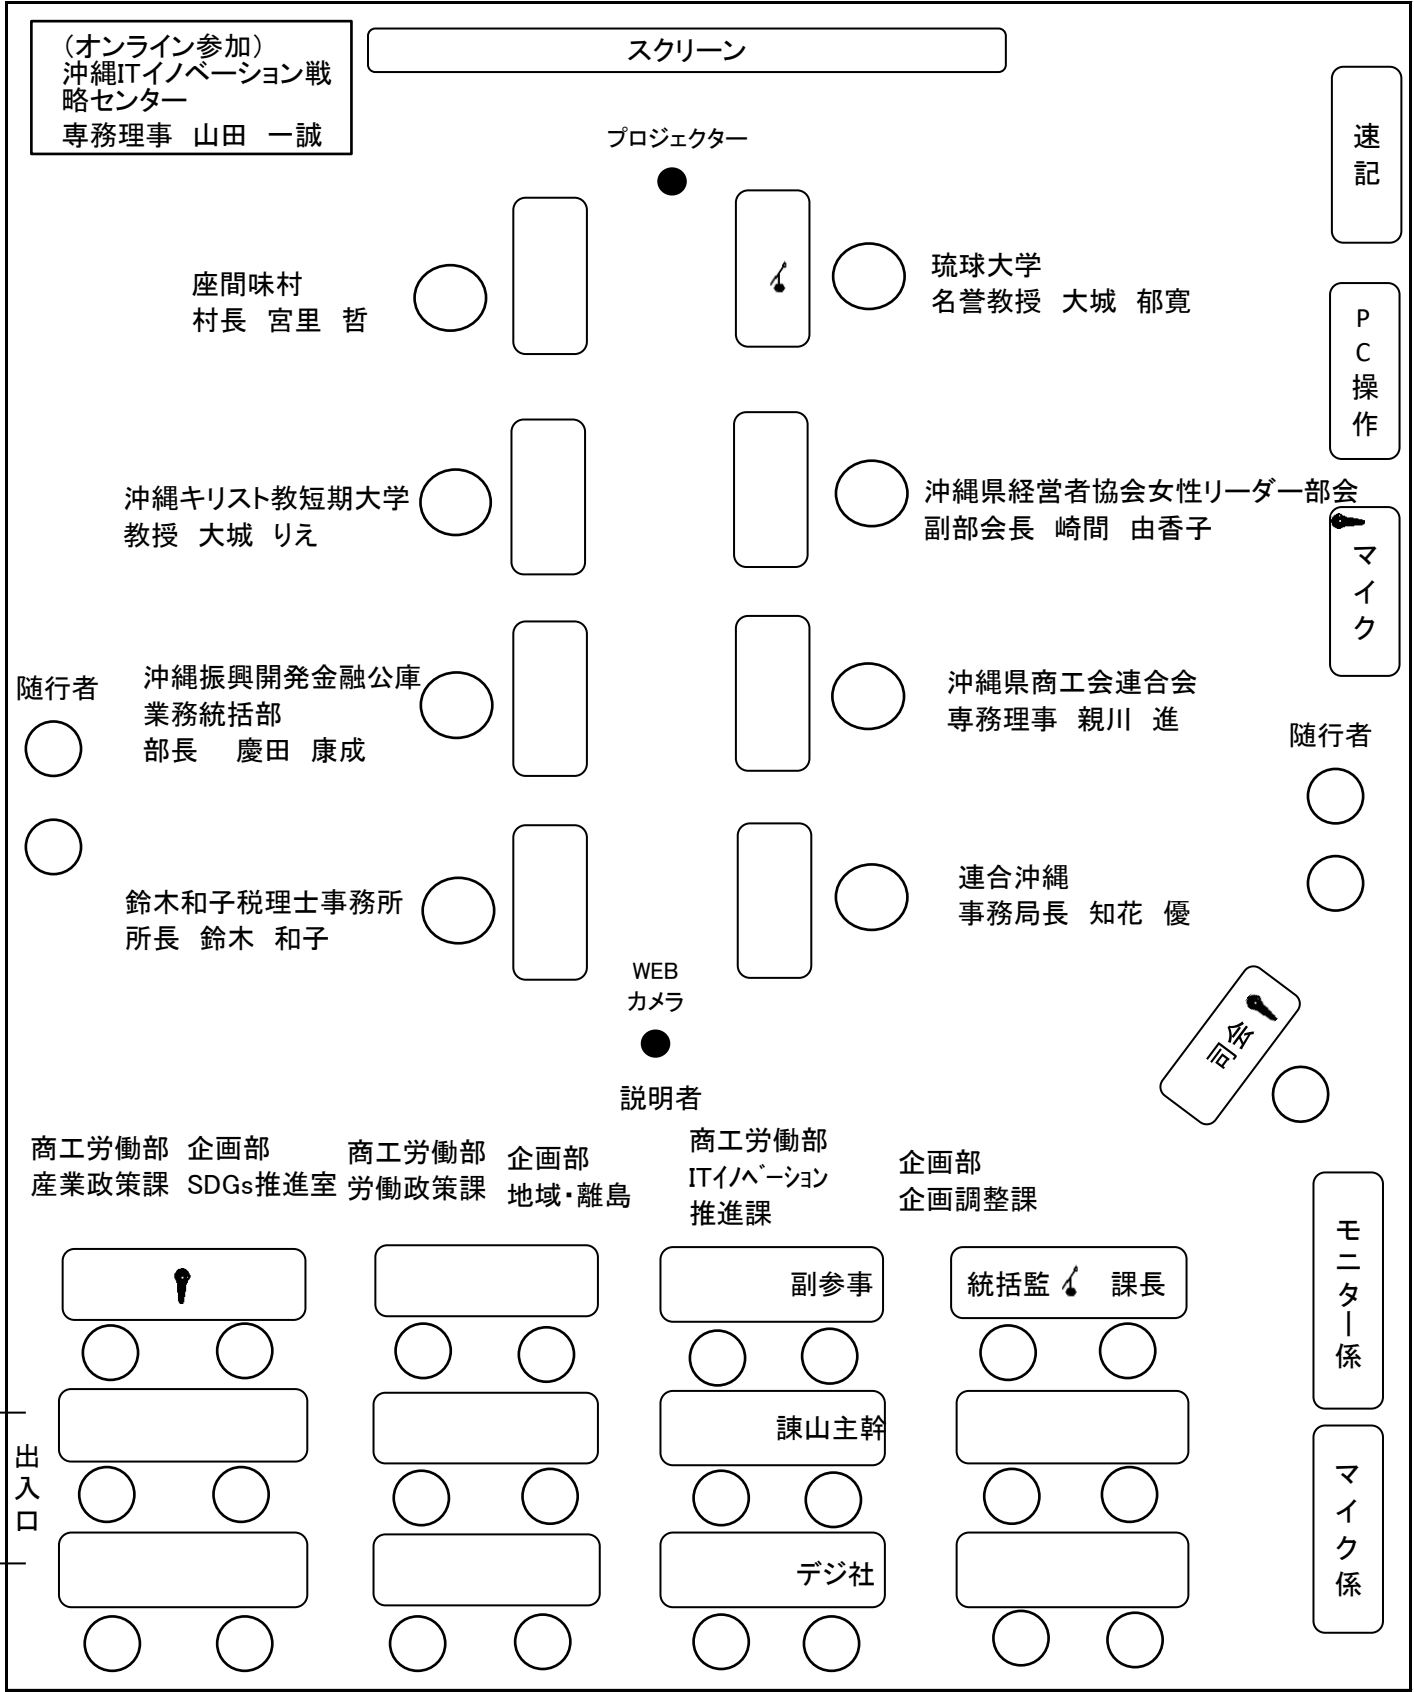 (オンライン参加)
沖縄ITイノベーション戦
略センター
専務理事 山田 一誠
スクリーン
プロジェクター
速記
座間味村
村長 宮里 哲
琉球大学
名誉教授 大城 郁寛
PC操作
沖縄キリスト教短期大学
教授 大城 りえ
沖縄県経営者協会女性リーダー部会
副部会長 崎間 由香子
マイク
随行者
沖縄振興開発金融公庫
業務統括部
部長 慶田 康成
沖縄県商工会連合会
専務理事 親川 進
随行者
鈴木和子税理士事務所
所長 鈴木 和子
連合沖縄
事務局長 知花 優
WEB
カメラ
司会
説明者
商工労働部
産業政策課
企画部
SDGs推進室
商工労働部
労働政策課
企画部
地域・離島
商工労働部
ITイノベーション
推進課
企画部
企画調整課
副参事
統括監 課長
モニター係
諌山主幹
出入口
マイク係
デジ社